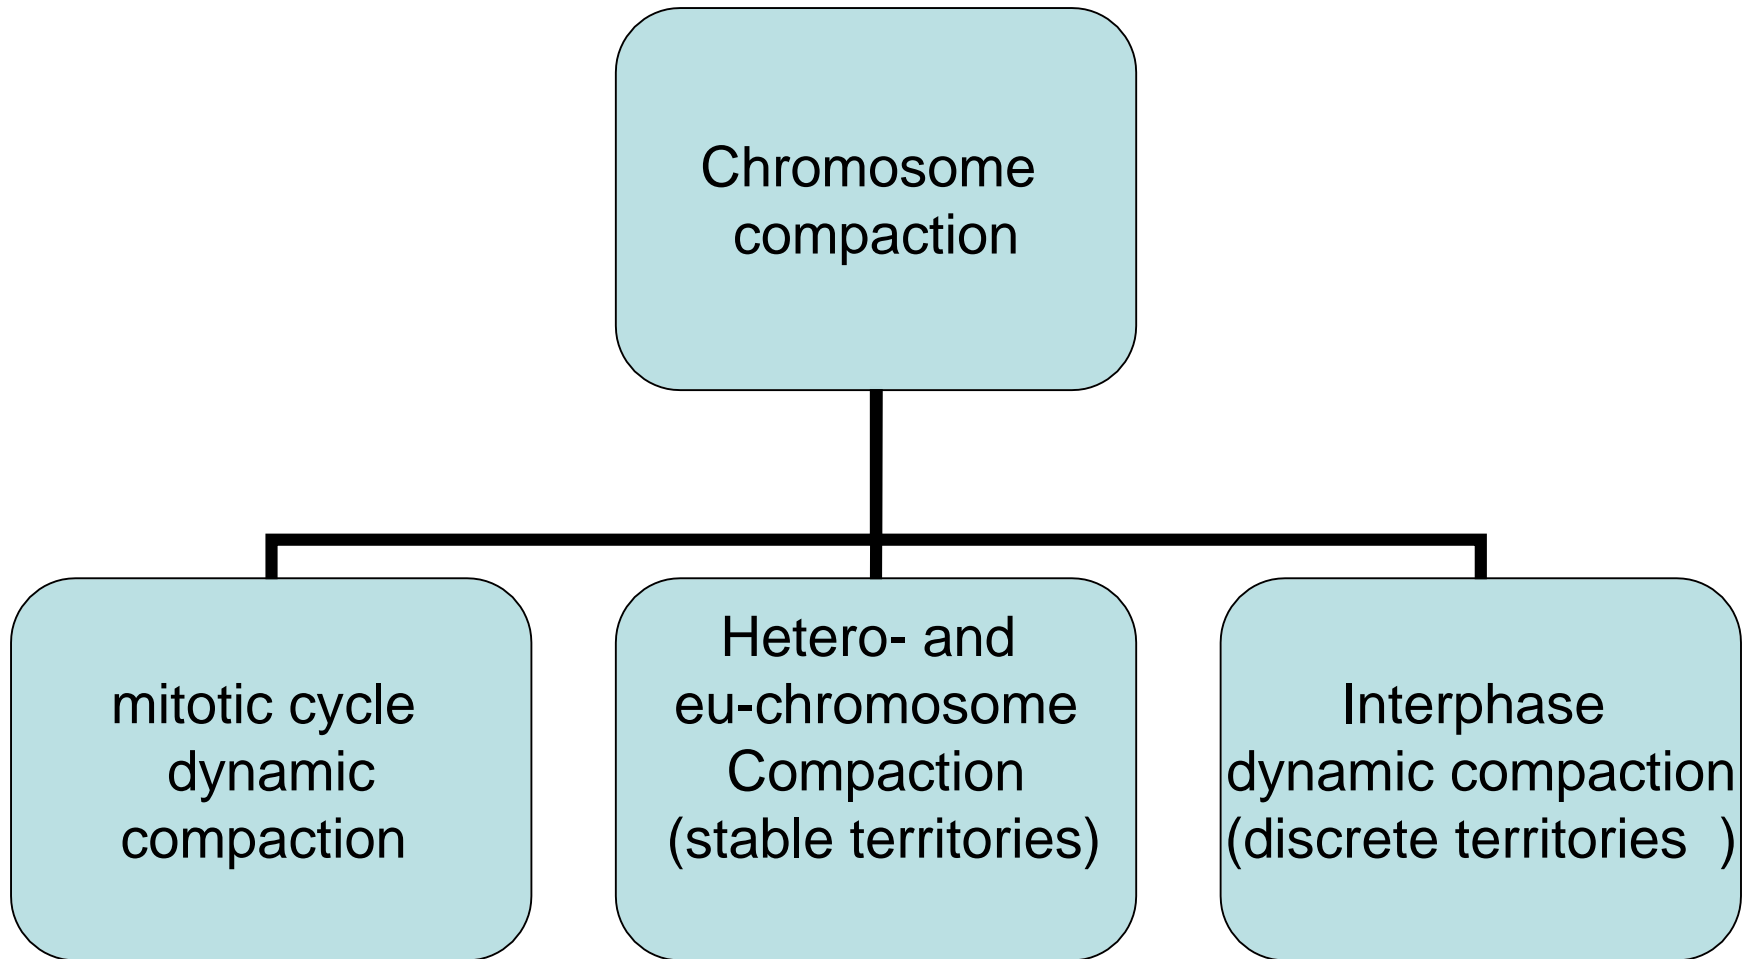 Chromosome
compaction
mitotic cycle
dynamic
compaction
Hetero- and
eu-chromosome
Compaction
(stable territories)
Interphase
dynamic compaction
(discrete territories  )